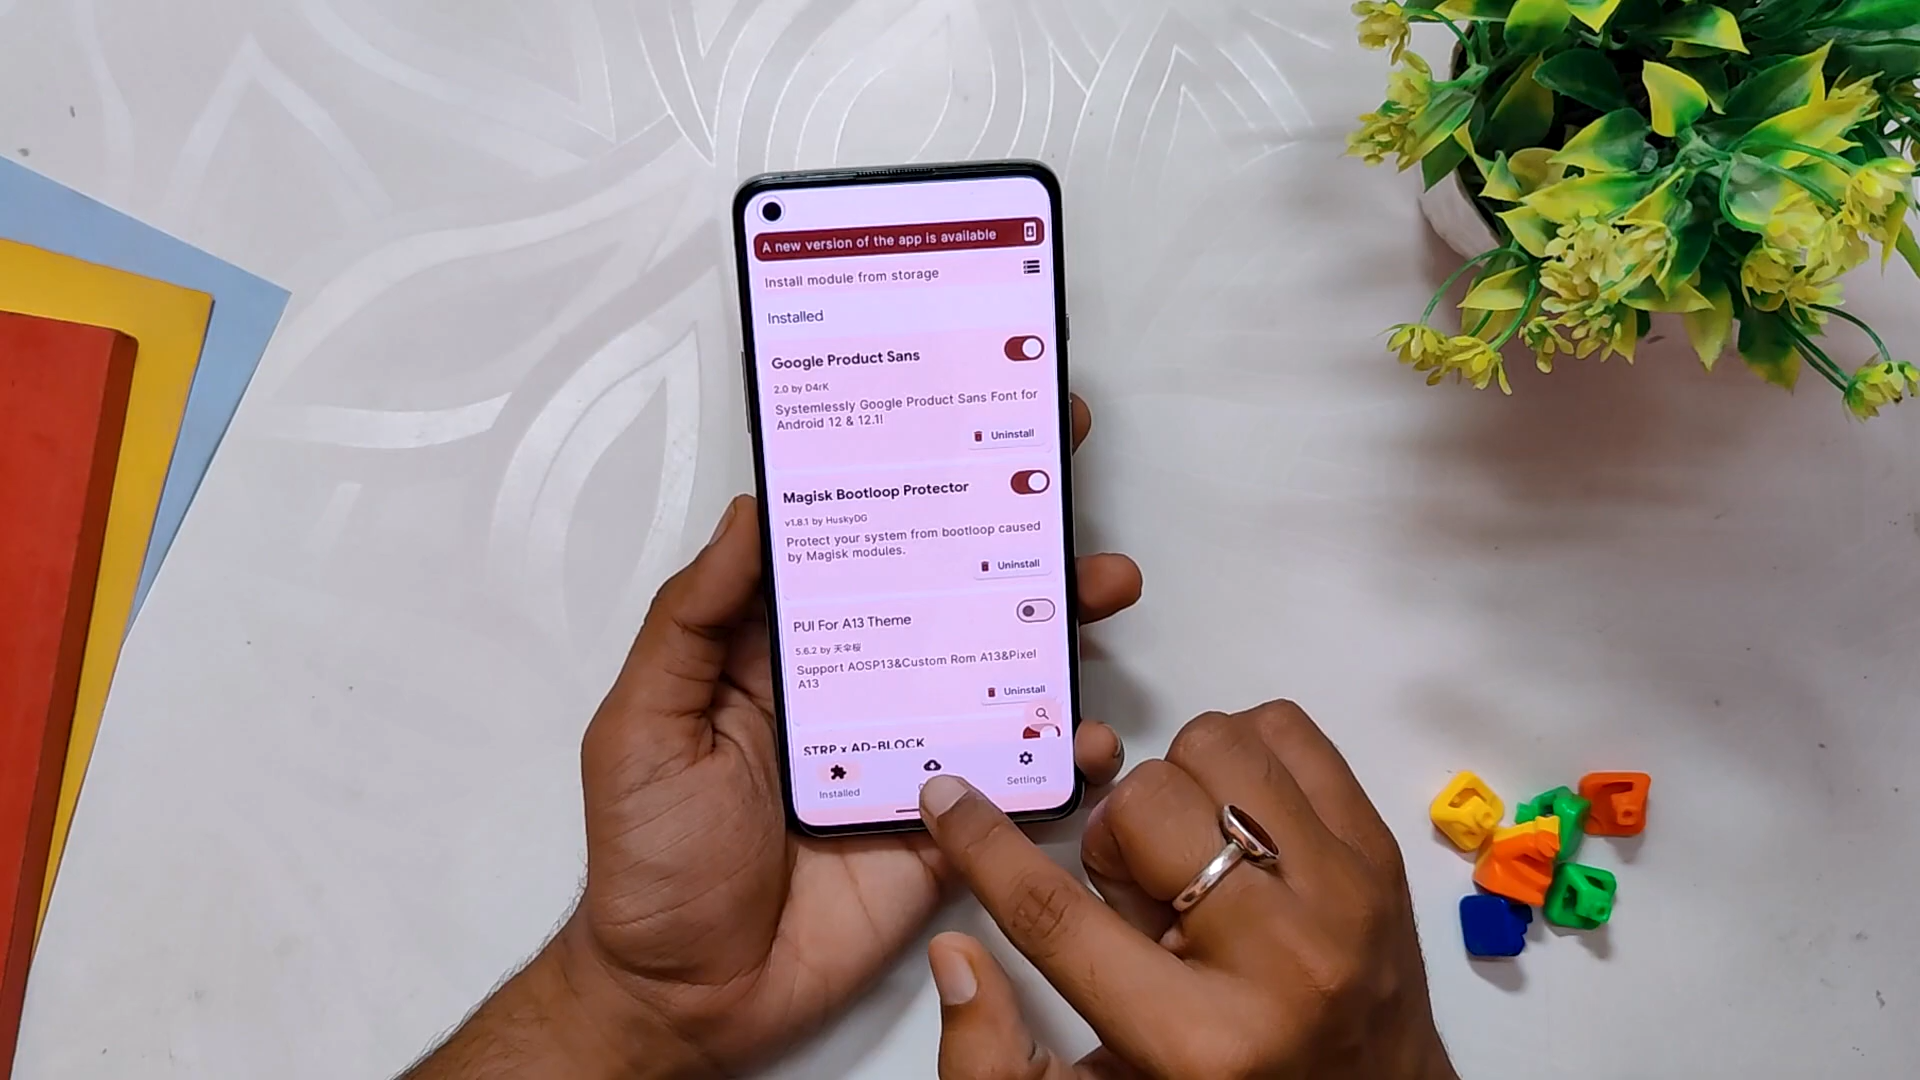 A new version of the app is available
Install module from storage
Installed
Google Product Sans
2.0 by D4rK
Systemlessly Google Product Sans Font for
Android 12 & 12.1!
Uninstall
Magisk Bootloop Protector
v1.8.1 by HuskyDG
Protect your system from bootloop caused
by Magisk modules.
Uninstall
PUI For A13 Theme
5.6.2 by 天伞桜
Support AOSP13&Custom Rom A13&Pixel
A13
Uninstall
STRP x AD-BLOCK
Installed
Settings